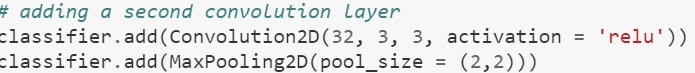 # adding a second convolution layer
classifier.add(Convolution2D(32, 3, 3, activation = 'relu'))
classifier.add(MaxPooling2D(pool_size = (2,2)))